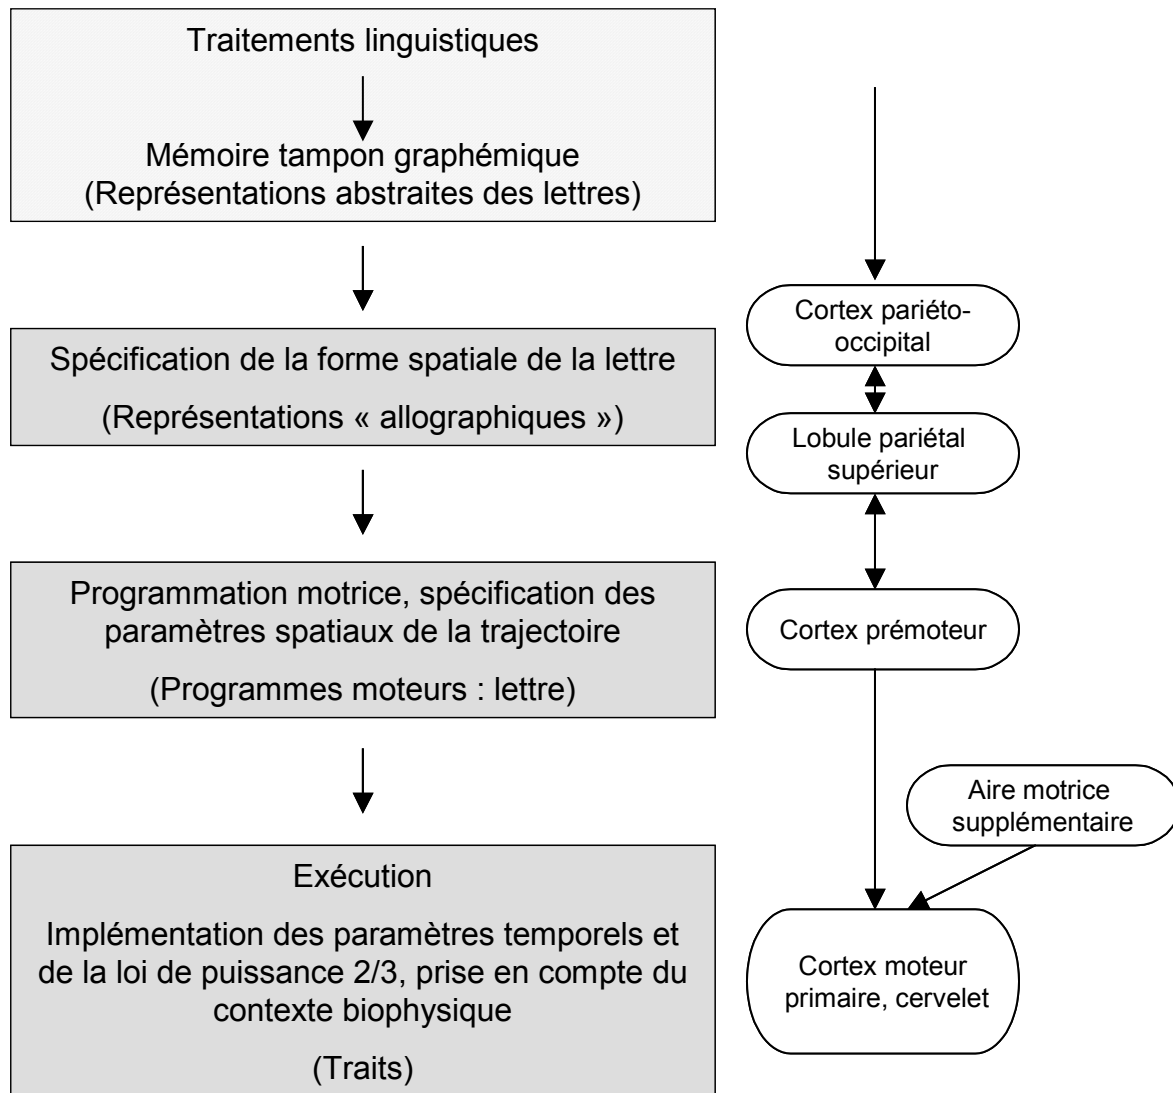 Traitements linguistiques
Mémoire tampon graphémique
(Représentations abstraites des lettres)
Spécification de la forme spatiale de la lettre
(Représentations « allographiques »)
Programmation motrice, spécification des
paramètres spatiaux de la trajectoire
(Programmes moteurs : lettre)
Exécution
Implémentation des paramètres temporels et
de la loi de puissance 2/3, prise en compte du
contexte biophysique
(Traits)
Cortex pariéto-
occipital
Lobule pariétal
supérieur
Cortex prémoteur
Aire motrice
supplémentaire
Cortex moteur
primaire, cervelet